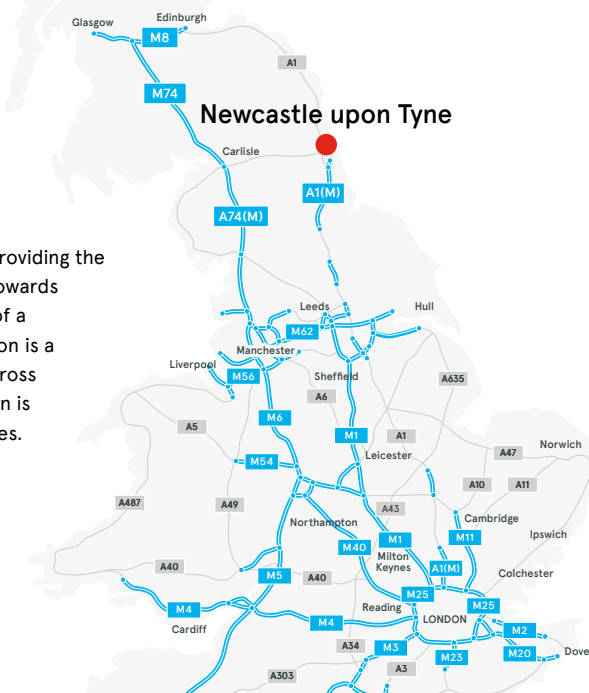 Glasgow
Edinburgh
M8
A1
M74
Newcastle upon Tyne
Carlisle
A1(M)
A74(M)
roviding the
owards
of a
on is a
ross
n is
es.
Leeds
Hull
M62
Manchester
Liverpool
M56
Sheffield
A635
A6
M6
A5
M1
A1
Norwich
A47
Leicester
M54
A10
A11
A487
A49
A43
Cambridge
Northampton
Ipswich
M11
M1
M40
Milton
Keynes
A1(M)
Colchester
A40
M5
A40
M25
M25
Reading
M4
LONDON
M4
Cardiff
M2
A34
M3
M23
M20
Dove
A3
A303